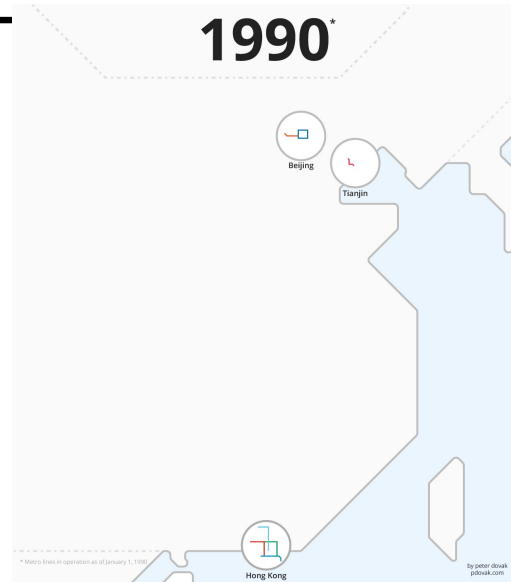 1990*
Beijing
Tianjin
* Metro lines in operation as of January 1, 1990
Hong Kong
by peter dovak
pdovak.com